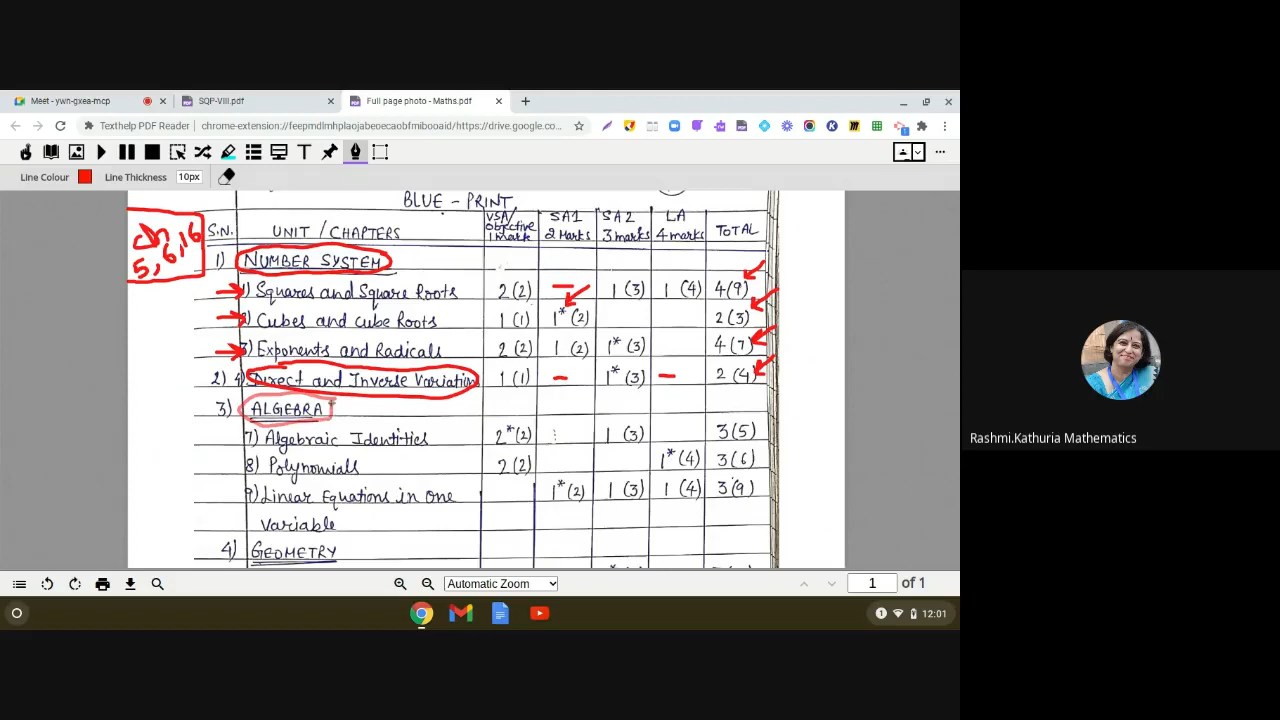 Meet - ywn-gxea-mcp
SQP-VIII.pdf
Full page photo - Maths.pdf
Texthelp PDF Reader | chrome-extension://feepmdlmhplaojabeoecaobfmibooaid/https://drive.google.co...
Line Colour Line Thickness 10px
BLUE - PRINT
Ch 5, 6, 16
S.N. UNIT / CHAPTERS VSA/ Objective 1 Mark SA1 2 Marks SA2 3 marks LA 4 marks TOTAL
1) NUMBER SYSTEM
1) Squares and Square Roots 2 (2) — 1 (3) 1 (4) 4 (9)
2) Cubes and Cube Roots 1 (1) 1* (2) 2 (3)
3) Exponents and Radicals 2 (2) 1 (2) 1* (3) 4 (7)
2) 4) Direct and Inverse Variation 1 (1) — 1* (3) — 2 (4)
3) ALGEBRA
7) Algebraic Identities 2* (2) 1 (3) 3 (5)
8) Polynomials 2 (2) 1* (4) 3 (6)
9) Linear Equations in One 1* (2) 1 (3) 1 (4) 3 (9)
Variable
4) GEOMETRY
Rashmi.Kathuria Mathematics
Automatic Zoom 1 of 1
1 12:01